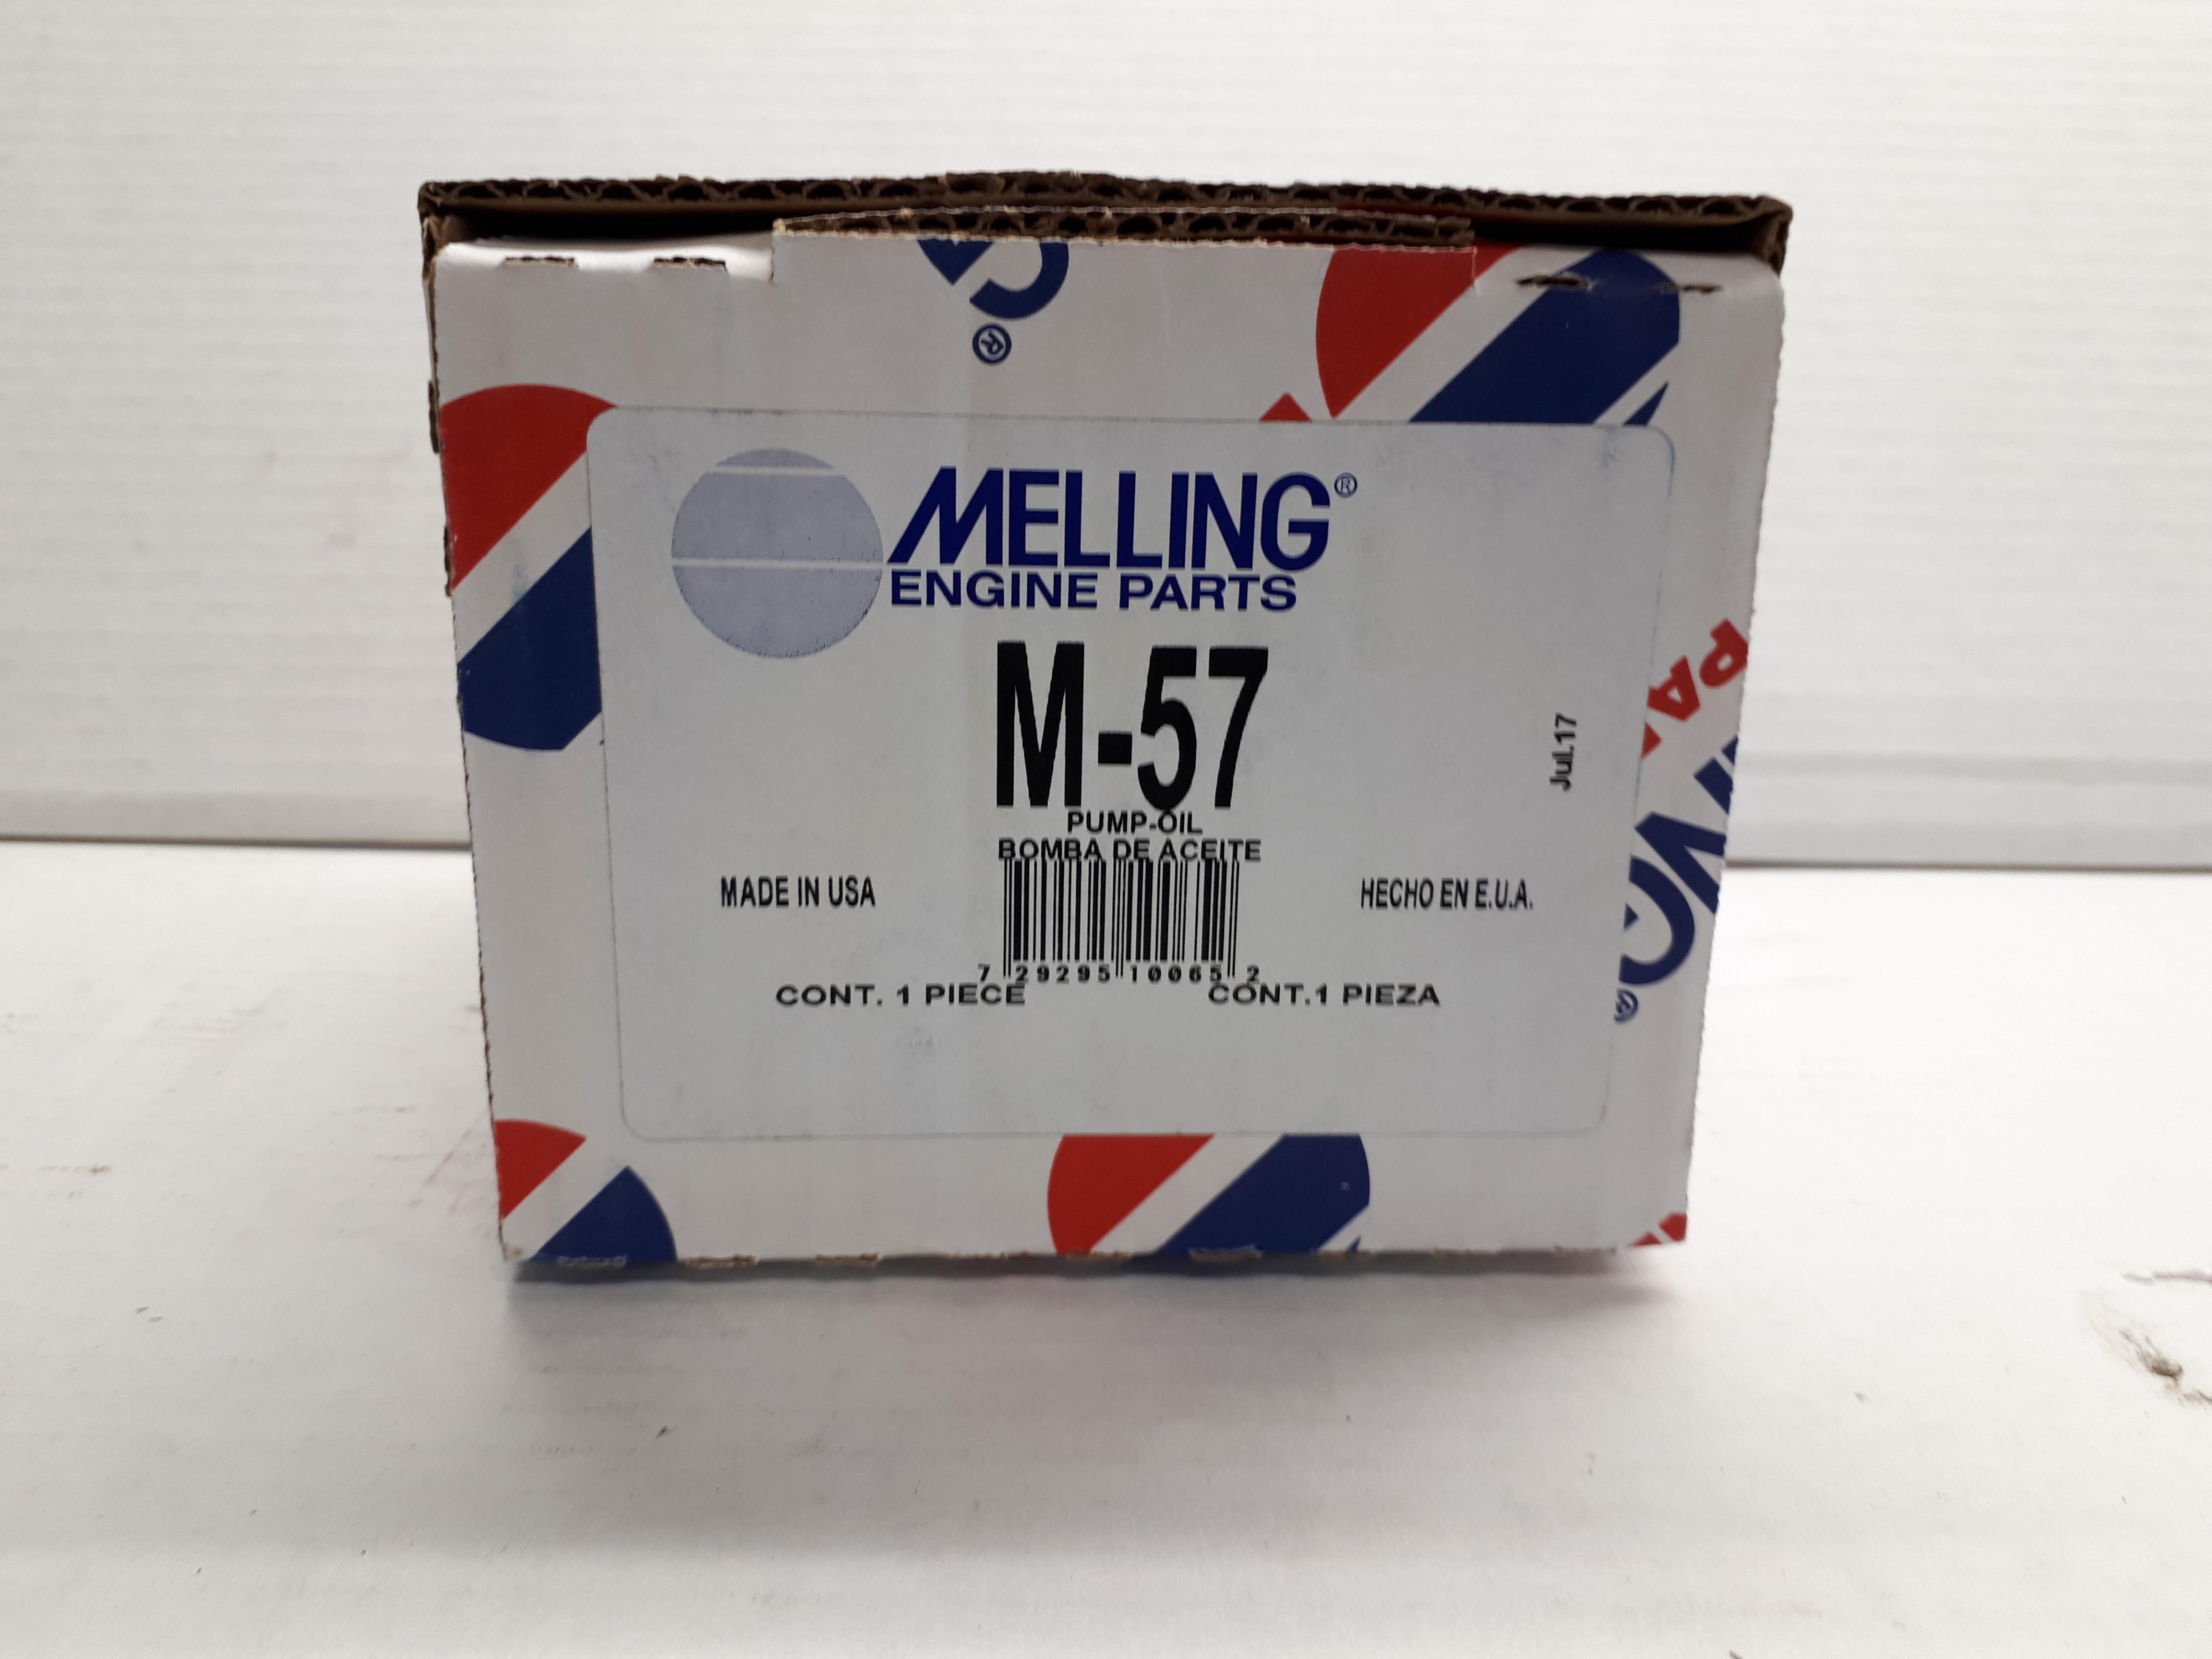 MELLING®
ENGINE PARTS
M-57
PUMP-OIL
BOMBA DE ACEITE
MADE IN USA
HECHO EN E.U.A.
7 29295 10065 2
CONT. 1 PIECE
CONT.1 PIEZA
Jul.17